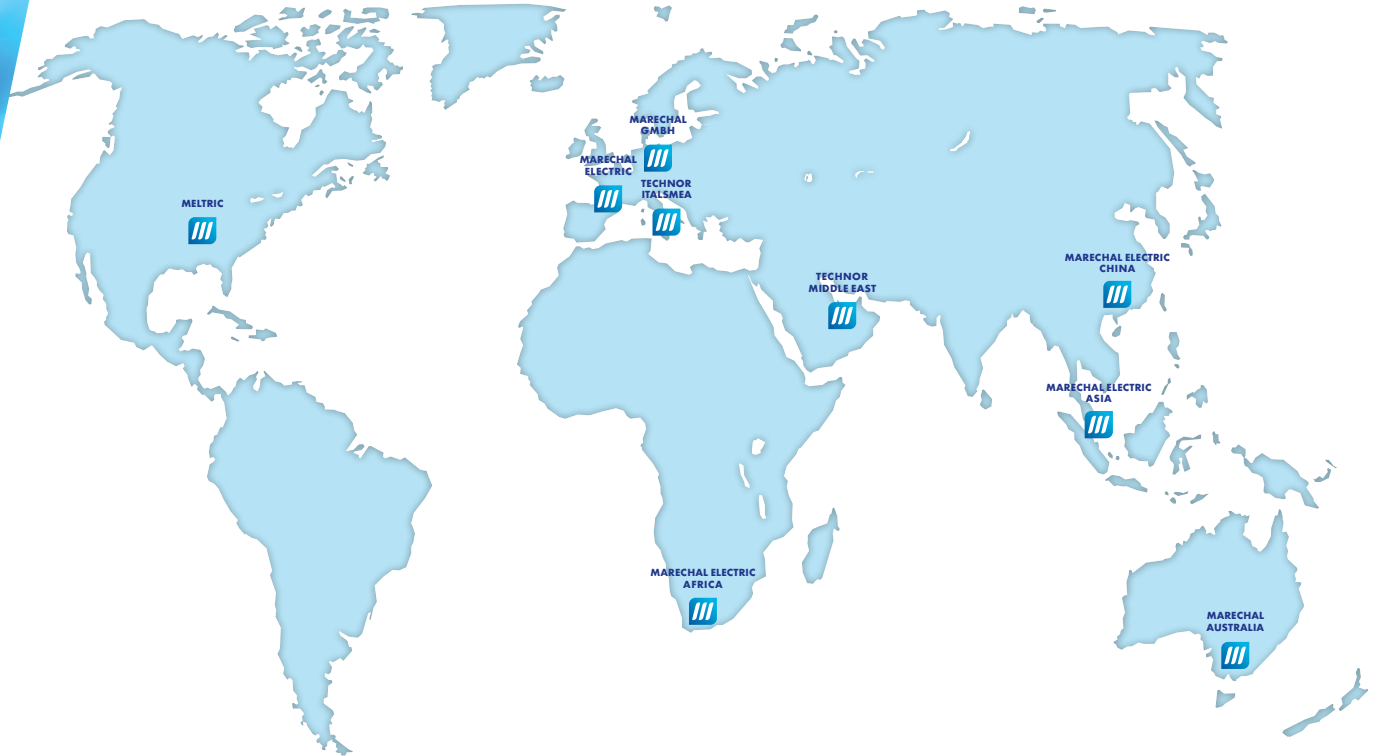 MARECHAL
GMBH
MARECHAL
ELECTRIC
TECHNOR
ITALSMEA
MELTRIC
MARECHAL ELECTRIC
CHINA
TECHNOR
MIDDLE EAST
MARECHAL ELECTRIC
ASIA
MARECHAL ELECTRIC
AFRICA
MARECHAL
AUSTRALIA